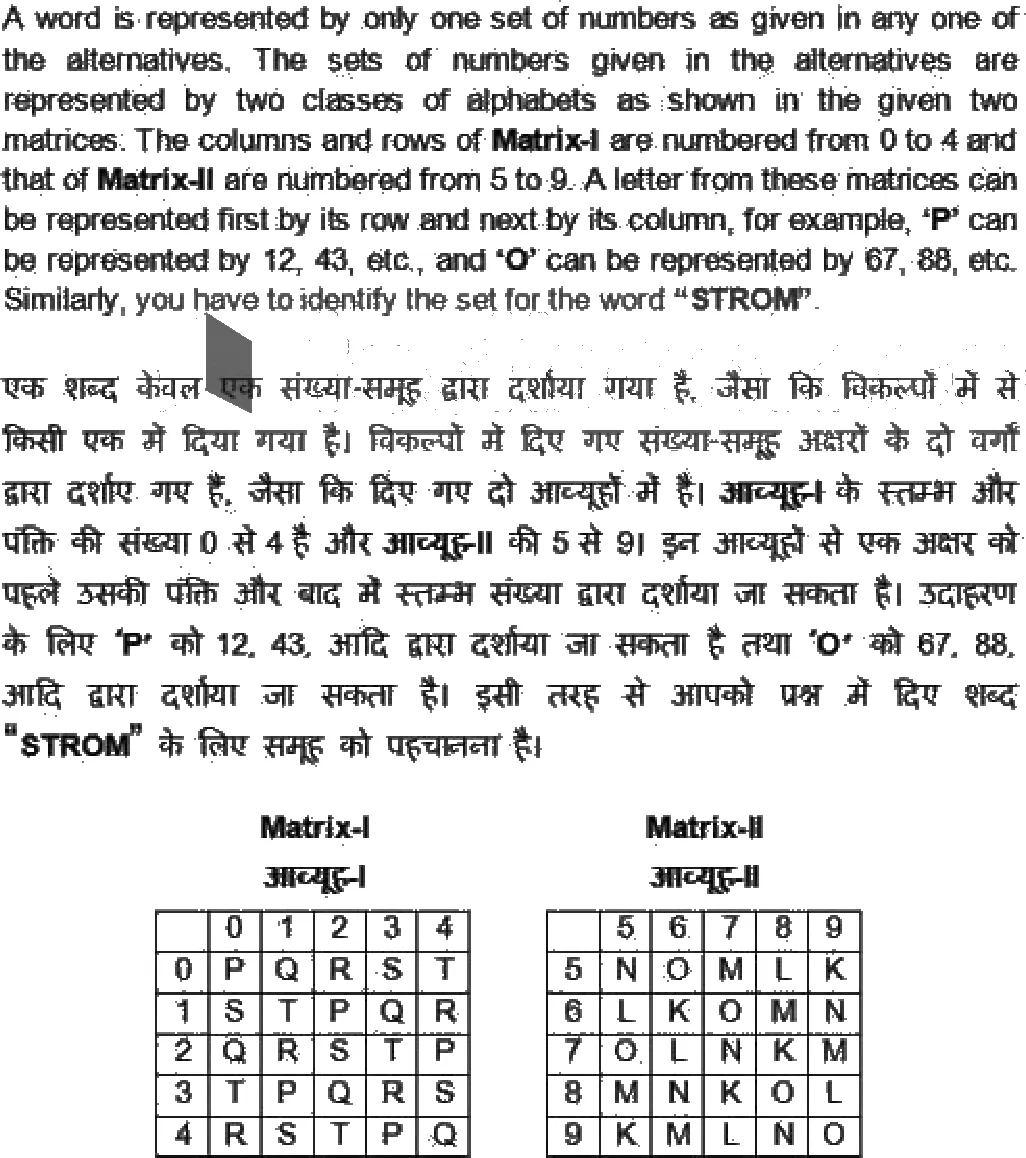 A word is represented by only one set of numbers as given in any one of
the alternatives. The sets of numbers given in the alternatives are
represented by two classes of alphabets as shown in the given two
matrices. The columns and rows of Matrix-I are numbered from 0 to 4 and
that of Matrix-II are numbered from 5 to 9. A letter from these matrices can
be represented first by its row and next by its column, for example, ‘P’ can
be represented by 12, 43, etc., and ‘O’ can be represented by 67, 88, etc.
Similarly, you have to identify the set for the word “STROM”.
एक शब्द केवल एक संख्या-समूह द्वारा दर्शाया गया है, जैसा कि विकल्पों में से
किसी एक में दिया गया है। विकल्पों में दिए गए संख्या-समूह अक्षरों के दो वर्गों
द्वारा दर्शाए गए हैं, जैसा कि दिए गए दो आव्यूहों में है। आव्यूह-I के स्तम्भ और
पंक्ति की संख्या 0 से 4 है और आव्यूह-II की 5 से 9। इन आव्यूहों से एक अक्षर को
पहले उसकी पंक्ति और बाद में स्तम्भ संख्या द्वारा दर्शाया जा सकता है। उदाहरण
के लिए ‘P’ को 12, 43, आदि द्वारा दर्शाया जा सकता है तथा ‘O’ को 67, 88,
आदि द्वारा दर्शाया जा सकता है। इसी तरह से आपको प्रश्न में दिए शब्द
“STROM” के लिए समूह को पहचानना है।
Matrix-I
आव्यूह-I
0 1 2 3 4
0 P Q R S T
1 S T P Q R
2 Q R S T P
3 T P Q R S
4 R S T P Q
Matrix-II
आव्यूह-II
5 6 7 8 9
5 N O M L K
6 L K O M N
7 O L N K M
8 M N K O L
9 K M L N O